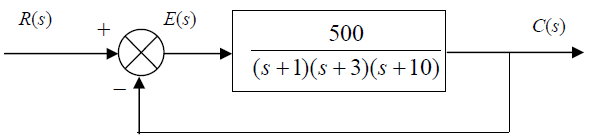 R(s) + E(s) 500 C(s)
(s+1)(s+3)(s+10)
−